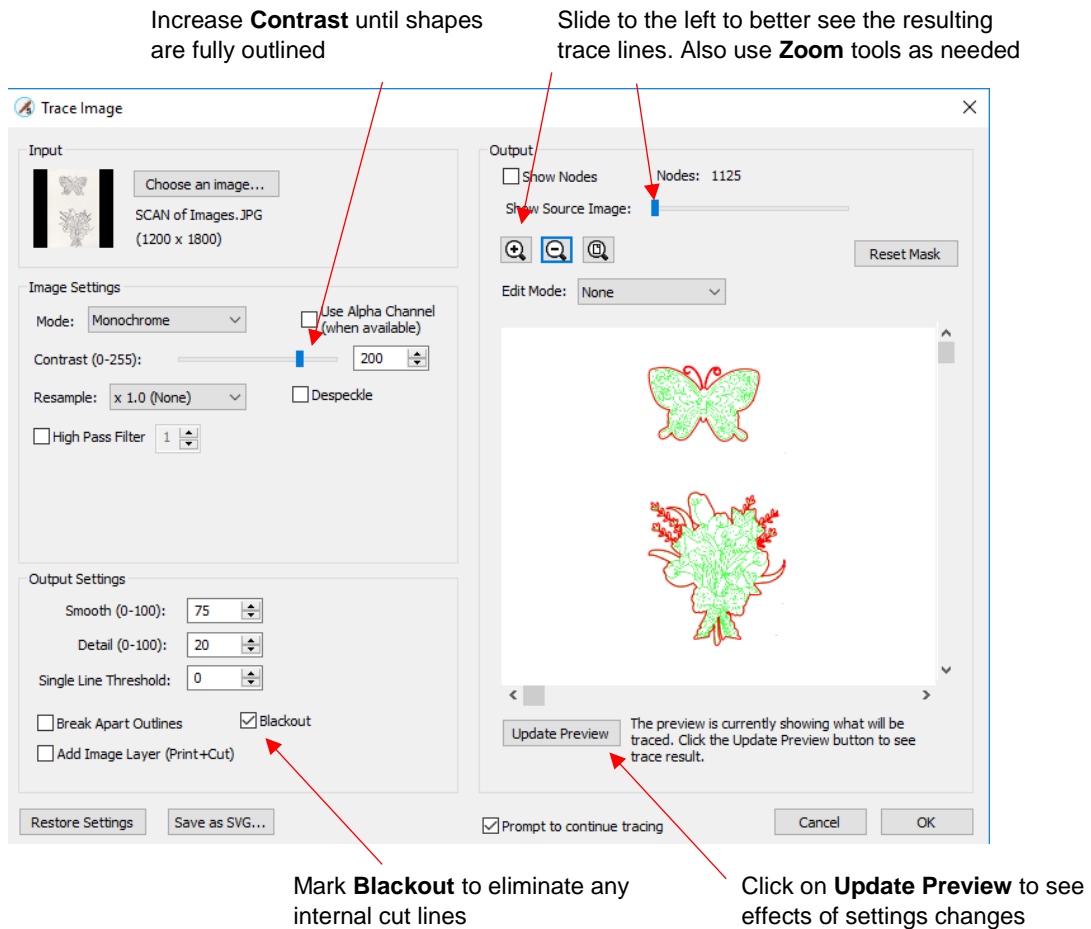 Increase Contrast until shapes
are fully outlined
Slide to the left to better see the resulting
trace lines. Also use Zoom tools as needed
Trace Image
Input
Choose an image...
SCAN of Images.JPG
(1200 x 1800)
Image Settings
Mode: Monochrome
Use Alpha Channel
(when available)
Contrast (0-255): 200
Resample: x 1.0 (None)
Despeckle
High Pass Filter 1
Output Settings
Smooth (0-100): 75
Detail (0-100): 20
Single Line Threshold: 0
Break Apart Outlines
Blackout
Add Image Layer (Print+Cut)
Restore Settings
Save as SVG...
Output
Show Nodes
Nodes: 1125
Show Source Image:
Reset Mask
Edit Mode: None
Update Preview
The preview is currently showing what will be
traced. Click the Update Preview button to see
trace result.
Prompt to continue tracing
Cancel
OK
Mark Blackout to eliminate any
internal cut lines
Click on Update Preview to see
effects of settings changes